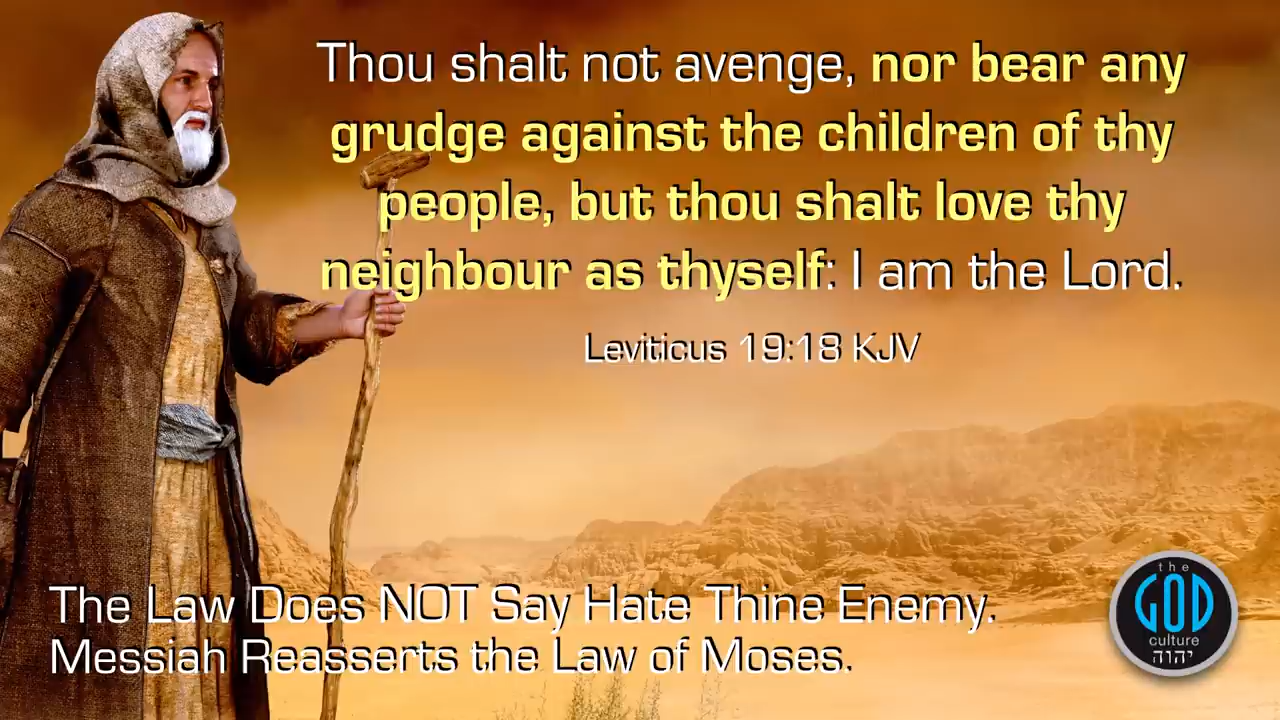 Thou shalt not avenge, nor bear any
grudge against the children of thy
people, but thou shalt love thy
neighbour as thyself: I am the Lord.
Leviticus 19:18 KJV
The Law Does NOT Say Hate Thine Enemy.
Messiah Reasserts the Law of Moses.
the
GOD
culture
יהוה